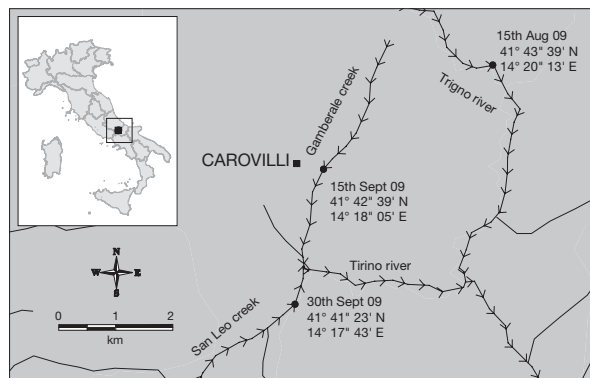 15th Aug 09
41° 43" 39' N
14° 20" 13' E
Trigno river
Gamberale creek
CAROVILLI
15th Sept 09
41° 42" 39' N
14° 18" 05' E
N
W E
S
Tirino river
0 1 2
km
San Leo creek
30th Sept 09
41° 41" 23' N
14° 17" 43' E